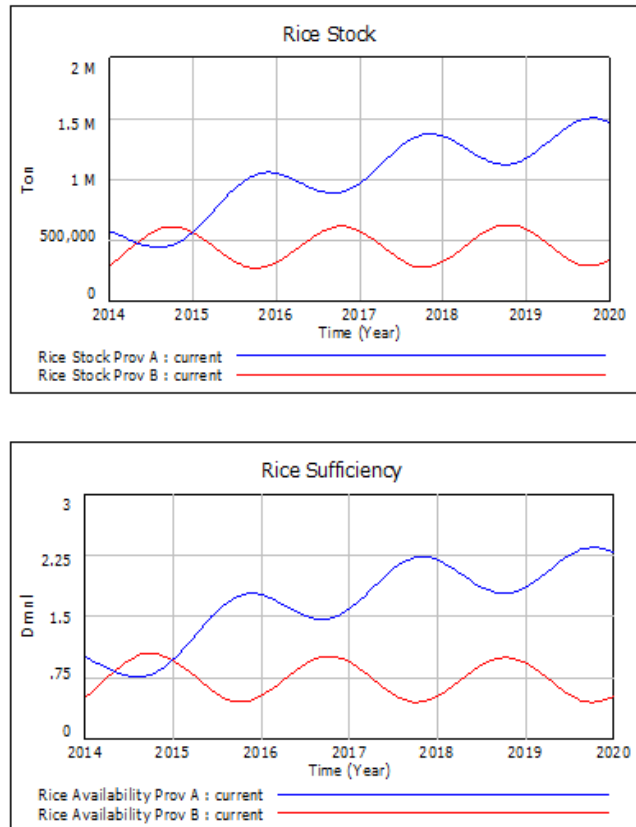 Rice Stock
2 M
1.5 M
1 M
500,000
0
Ton
2014 2015 2016 2017 2018 2019 2020
Time (Year)
Rice Stock Prov A : current
Rice Stock Prov B : current
Rice Sufficiency
3
2.25
1.5
.75
0
Dmnl
2014 2015 2016 2017 2018 2019 2020
Time (Year)
Rice Availability Prov A : current
Rice Availability Prov B : current